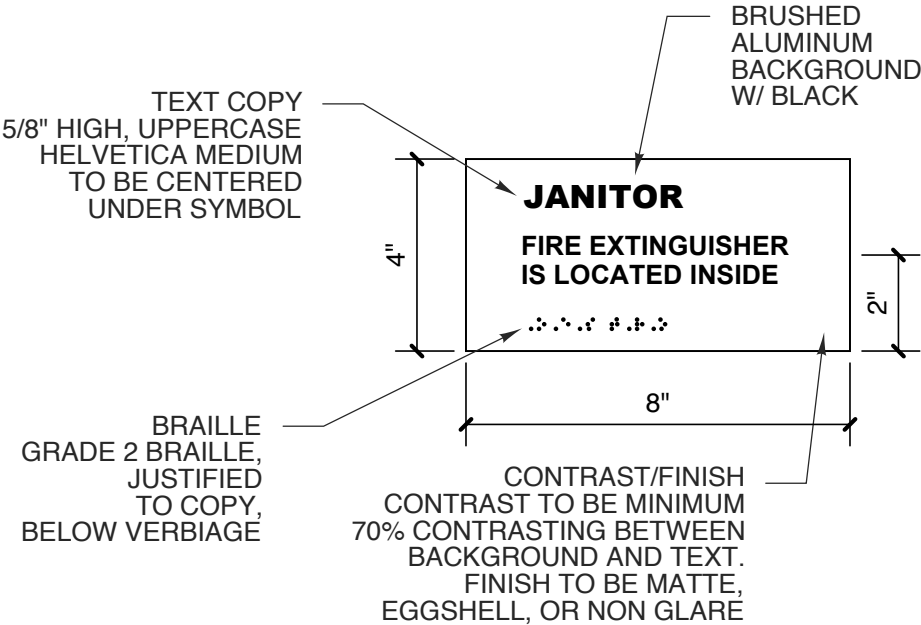 BRUSHED
ALUMINUM
BACKGROUND
W/ BLACK
TEXT COPY
5/8" HIGH, UPPERCASE
HELVETICA MEDIUM
TO BE CENTERED
UNDER SYMBOL
JANITOR
FIRE EXTINGUISHER
IS LOCATED INSIDE
4"
2"
8"
BRAILLE
GRADE 2 BRAILLE,
JUSTIFIED
TO COPY,
BELOW VERBIAGE
CONTRAST/FINISH
CONTRAST TO BE MINIMUM
70% CONTRASTING BETWEEN
BACKGROUND AND TEXT.
FINISH TO BE MATTE,
EGGSHELL, OR NON GLARE